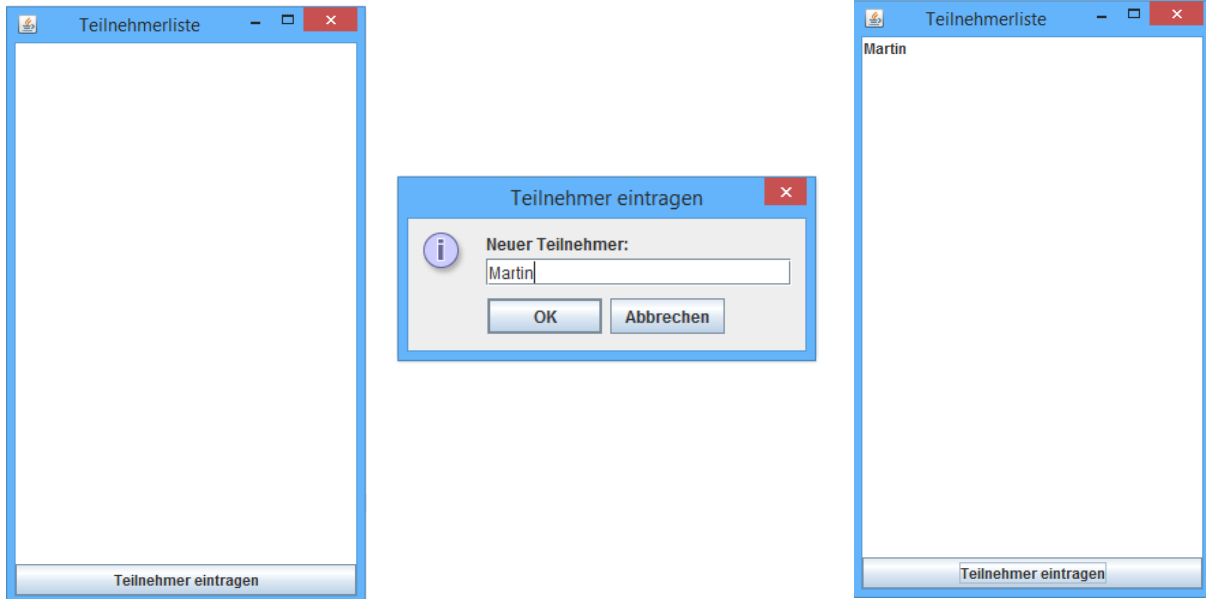 Teilnehmerliste
Teilnehmer eintragen
Teilnehmer eintragen
Neuer Teilnehmer:
Martin
OK
Abbrechen
Teilnehmerliste
Martin
Teilnehmer eintragen